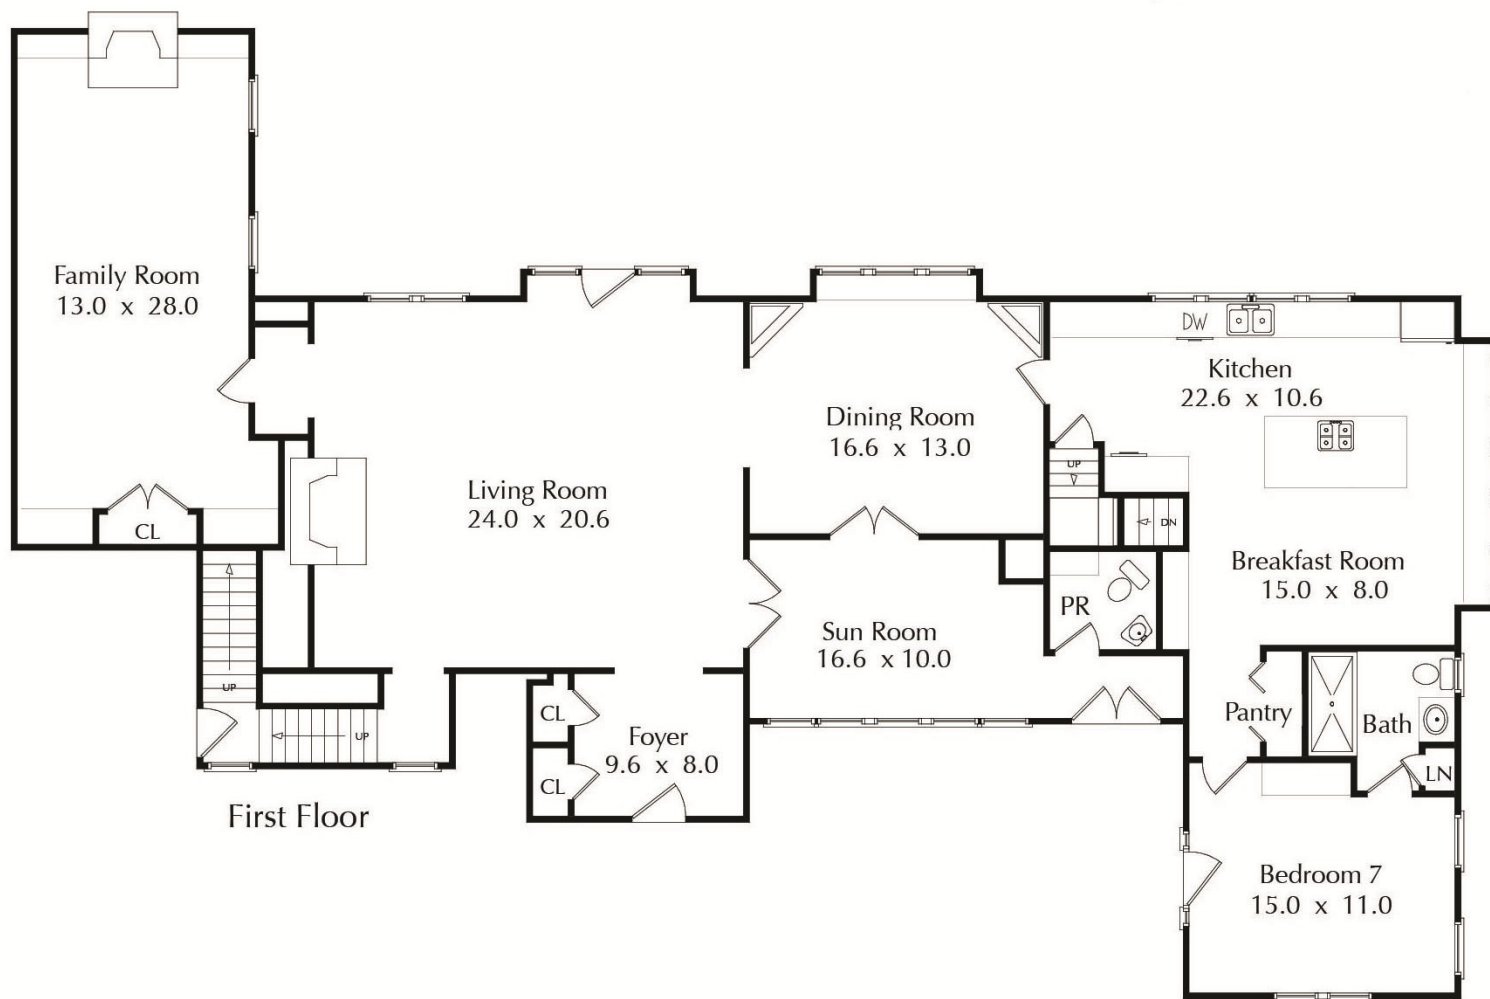 Family Room
13.0 x 28.0
CL
Living Room
24.0 x 20.6
Dining Room
16.6 x 13.0
DW
Kitchen
22.6 x 10.6
UP
DN
Breakfast Room
15.0 x 8.0
PR
Sun Room
16.6 x 10.0
UP
UP
CL
CL
Foyer
9.6 x 8.0
Pantry
Bath
LN
First Floor
Bedroom 7
15.0 x 11.0